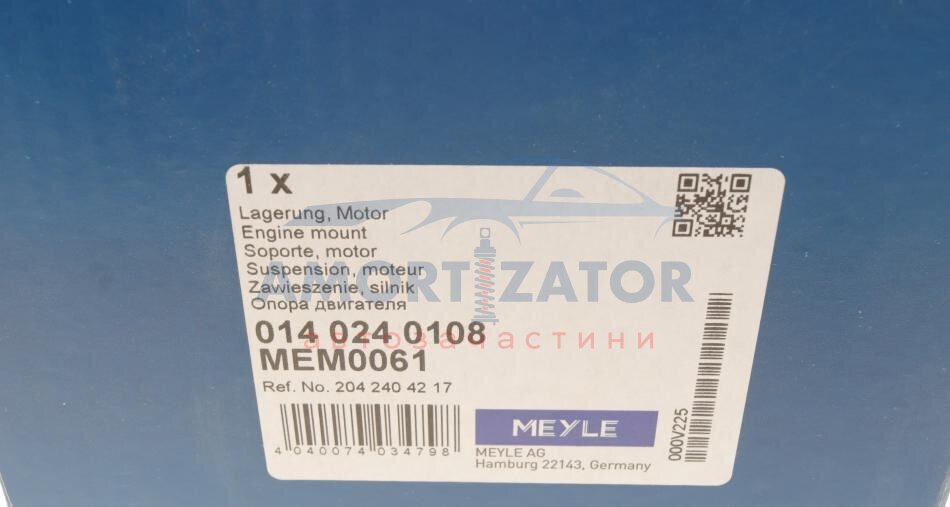 1 x
Lagerung, Motor
Engine mount
Soporte, motor
Suspension, moteur
Zawieszenie, silnik
Опора двигателя
AMORTIZATOR
автозапчастини
014 024 0108
MEM0061
Ref. No. 204 240 42 17
4 040074 034798
MEYLE
MEYLE AG
Hamburg 22143, Germany
000V225